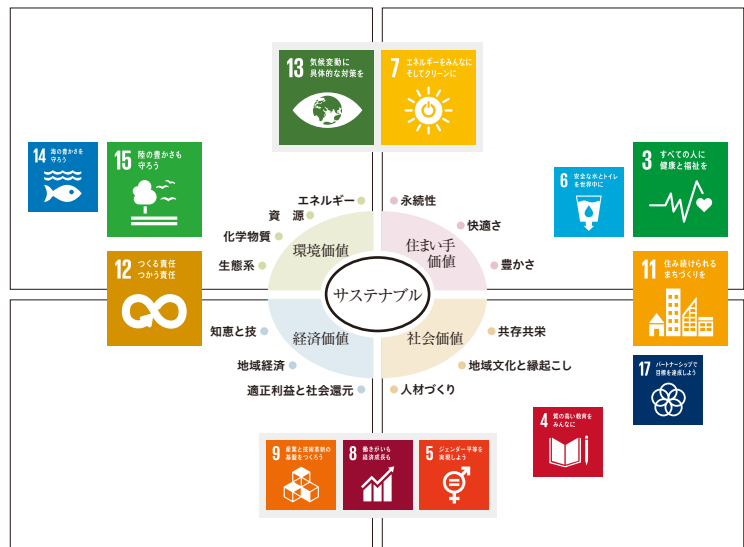 13 気候変動に
具体的な対策を
7 エネルギーをみんなに
そしてクリーンに
14 海の豊かさを
守ろう
15 陸の豊かさも
守ろう
6 安全な水とトイレ
を世界中に
3 すべての人に
健康と福祉を
エネルギー
資 源
化学物質
生態系
環境価値
永続性
快適さ
豊かさ
住まい手
価値
12 つくる責任
つかう責任
11 住み続けられる
まちづくりを
サステナブル
知恵と技
地域経済
適正利益と社会還元
経済価値
社会価値
共存共栄
地域文化と縁起こし
人材づくり
17 パートナーシップで
目標を達成しよう
4 質の高い教育を
みんなに
9 産業と技術革新の
基盤をつくろう
8 働きがいも
経済成長も
5 ジェンダー平等を
実現しよう